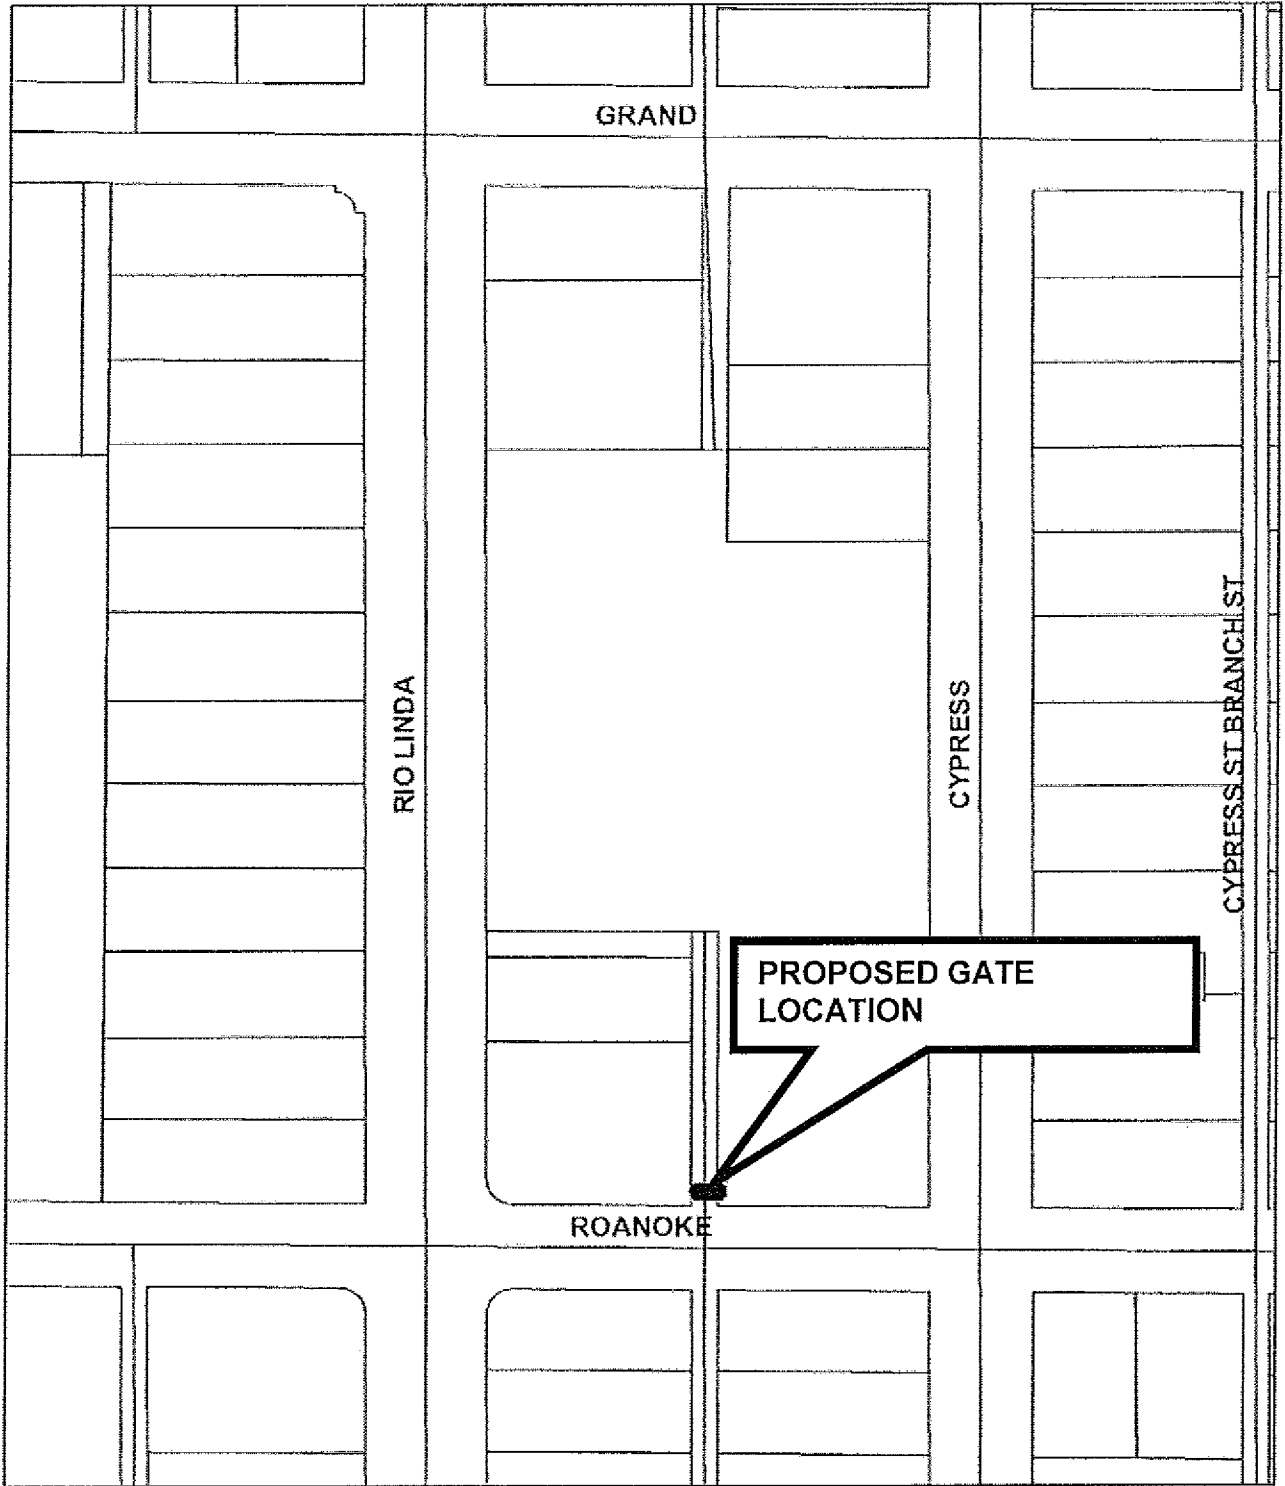 GRAND
RIO LINDA
CYPRESS
CYPRESS ST BRANCH ST
PROPOSED GATE
LOCATION
ROANOKE